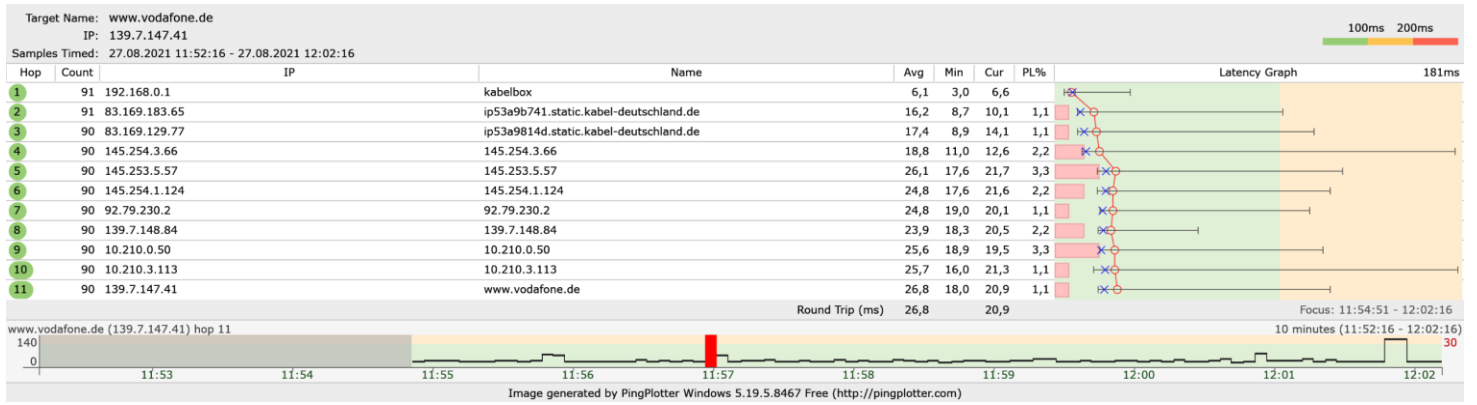 Target Name: www.vodafone.de
IP: 139.7.147.41
Samples Timed: 27.08.2021 11:52:16 - 27.08.2021 12:02:16
100ms 200ms
Hop Count IP Name Avg Min Cur PL% Latency Graph 181ms
1 91 192.168.0.1 kabelbox 6,1 3,0 6,6
2 91 83.169.183.65 ip53a9b741.static.kabel-deutschland.de 16,2 8,7 10,1 1,1
3 90 83.169.129.77 ip53a9814d.static.kabel-deutschland.de 17,4 8,9 14,1 1,1
4 90 145.254.3.66 145.254.3.66 18,8 11,0 12,6 2,2
5 90 145.253.5.57 145.253.5.57 26,1 17,6 21,7 3,3
6 90 145.254.1.124 145.254.1.124 24,8 17,6 21,6 2,2
7 90 92.79.230.2 92.79.230.2 24,8 19,0 20,1 1,1
8 90 139.7.148.84 139.7.148.84 23,9 18,3 20,5 2,2
9 90 10.210.0.50 10.210.0.50 25,6 18,9 19,5 3,3
10 90 10.210.3.113 10.210.3.113 25,7 16,0 21,3 1,1
11 90 139.7.147.41 www.vodafone.de 26,8 18,0 20,9 1,1
Round Trip (ms) 26,8 20,9 Focus: 11:54:51 - 12:02:16
www.vodafone.de (139.7.147.41) hop 11 10 minutes (11:52:16 - 12:02:16)
140 30
0
11:53 11:54 11:55 11:56 11:57 11:58 11:59 12:00 12:01 12:02
Image generated by PingPlotter Windows 5.19.5.8467 Free (http://pingplotter.com)